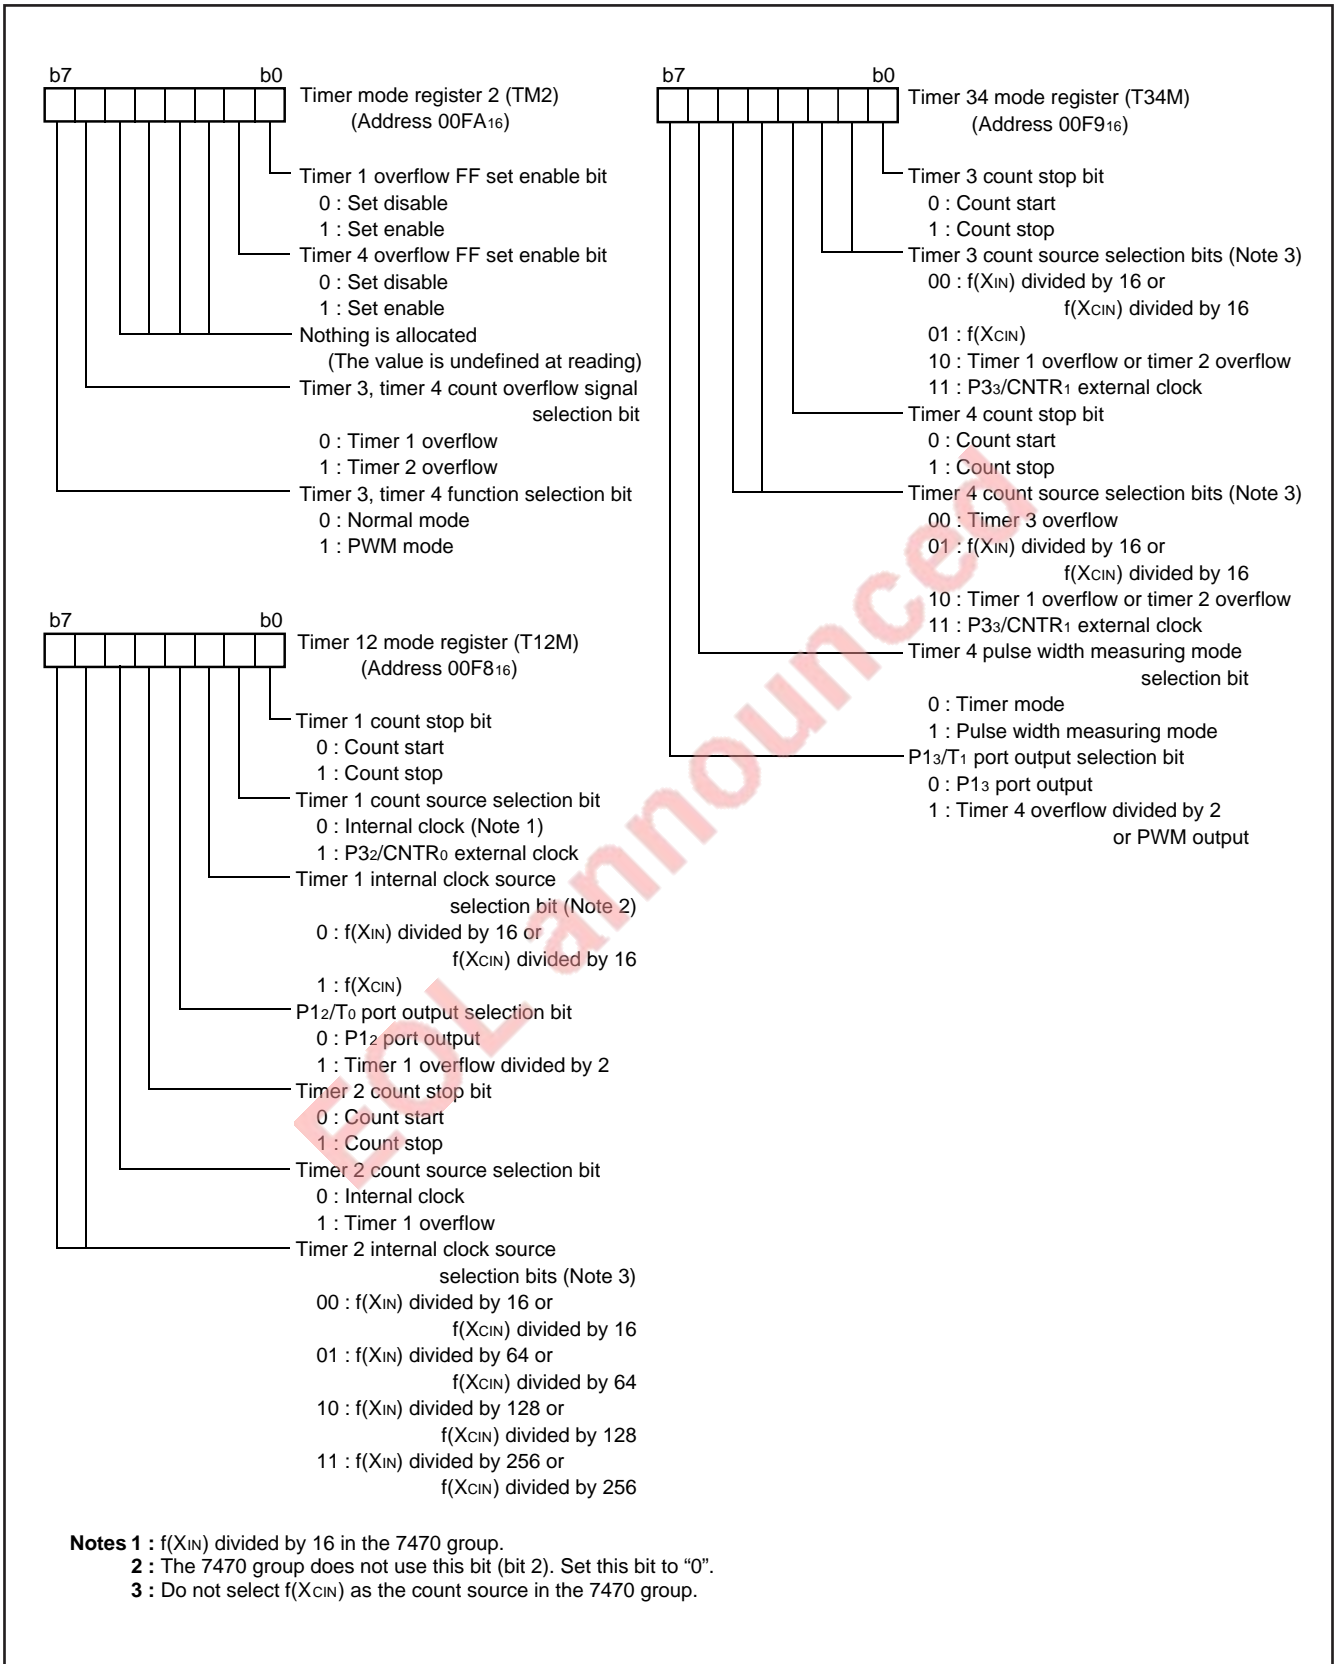 b7 b0
Timer mode register 2 (TM2)
(Address 00FA16)
Timer 1 overflow FF set enable bit
0 : Set disable
1 : Set enable
Timer 4 overflow FF set enable bit
0 : Set disable
1 : Set enable
Nothing is allocated
(The value is undefined at reading)
Timer 3, timer 4 count overflow signal
selection bit
0 : Timer 1 overflow
1 : Timer 2 overflow
Timer 3, timer 4 function selection bit
0 : Normal mode
1 : PWM mode
b7 b0
Timer 12 mode register (T12M)
(Address 00F816)
Timer 1 count stop bit
0 : Count start
1 : Count stop
Timer 1 count source selection bit
0 : Internal clock (Note 1)
1 : P32/CNTR0 external clock
Timer 1 internal clock source
selection bit (Note 2)
0 : f(XIN) divided by 16 or
f(XCIN) divided by 16
1 : f(XCIN)
P12/T0 port output selection bit
0 : P12 port output
1 : Timer 1 overflow divided by 2
Timer 2 count stop bit
0 : Count start
1 : Count stop
Timer 2 count source selection bit
0 : Internal clock
1 : Timer 1 overflow
Timer 2 internal clock source
selection bits (Note 3)
00 : f(XIN) divided by 16 or
f(XCIN) divided by 16
01 : f(XIN) divided by 64 or
f(XCIN) divided by 64
10 : f(XIN) divided by 128 or
f(XCIN) divided by 128
11 : f(XIN) divided by 256 or
f(XCIN) divided by 256
b7 b0
Timer 34 mode register (T34M)
(Address 00F916)
Timer 3 count stop bit
0 : Count start
1 : Count stop
Timer 3 count source selection bits (Note 3)
00 : f(XIN) divided by 16 or
f(XCIN) divided by 16
01 : f(XCIN)
10 : Timer 1 overflow or timer 2 overflow
11 : P33/CNTR1 external clock
Timer 4 count stop bit
0 : Count start
1 : Count stop
Timer 4 count source selection bits (Note 3)
00 : Timer 3 overflow
01 : f(XIN) divided by 16 or
f(XCIN) divided by 16
10 : Timer 1 overflow or timer 2 overflow
11 : P33/CNTR1 external clock
Timer 4 pulse width measuring mode
selection bit
0 : Timer mode
1 : Pulse width measuring mode
P13/T1 port output selection bit
0 : P13 port output
1 : Timer 4 overflow divided by 2
or PWM output
EOL announced
Notes 1 : f(XIN) divided by 16 in the 7470 group.
2 : The 7470 group does not use this bit (bit 2). Set this bit to “0”.
3 : Do not select f(XCIN) as the count source in the 7470 group.